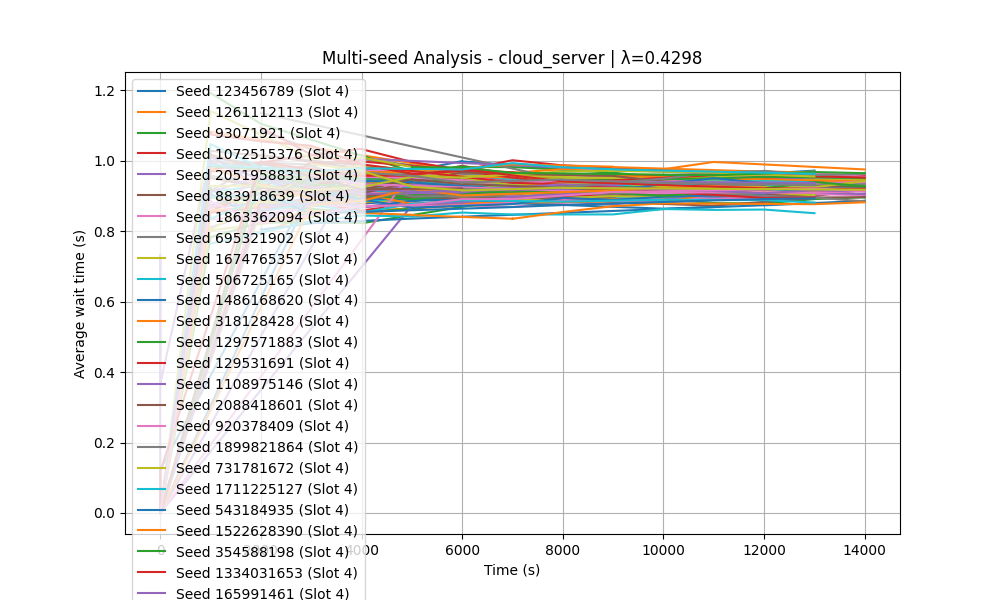 Multi-seed Analysis - cloud_server | λ=0.4298
Average wait time (s)
1.2
1.0
0.8
0.6
0.4
0.2
0.0
Seed 123456789 (Slot 4)
Seed 1261112113 (Slot 4)
Seed 93071921 (Slot 4)
Seed 1072515376 (Slot 4)
Seed 2051958831 (Slot 4)
Seed 883918639 (Slot 4)
Seed 1863362094 (Slot 4)
Seed 695321902 (Slot 4)
Seed 1674765357 (Slot 4)
Seed 506725165 (Slot 4)
Seed 1486168620 (Slot 4)
Seed 318128428 (Slot 4)
Seed 1297571883 (Slot 4)
Seed 129531691 (Slot 4)
Seed 1108975146 (Slot 4)
Seed 2088418601 (Slot 4)
Seed 920378409 (Slot 4)
Seed 1899821864 (Slot 4)
Seed 731781672 (Slot 4)
Seed 1711225127 (Slot 4)
Seed 543184935 (Slot 4)
Seed 1522628390 (Slot 4)
Seed 354588198 (Slot 4)
Seed 1334031653 (Slot 4)
Seed 165991461 (Slot 4)
0 2000 4000 6000 8000 10000 12000 14000
Time (s)